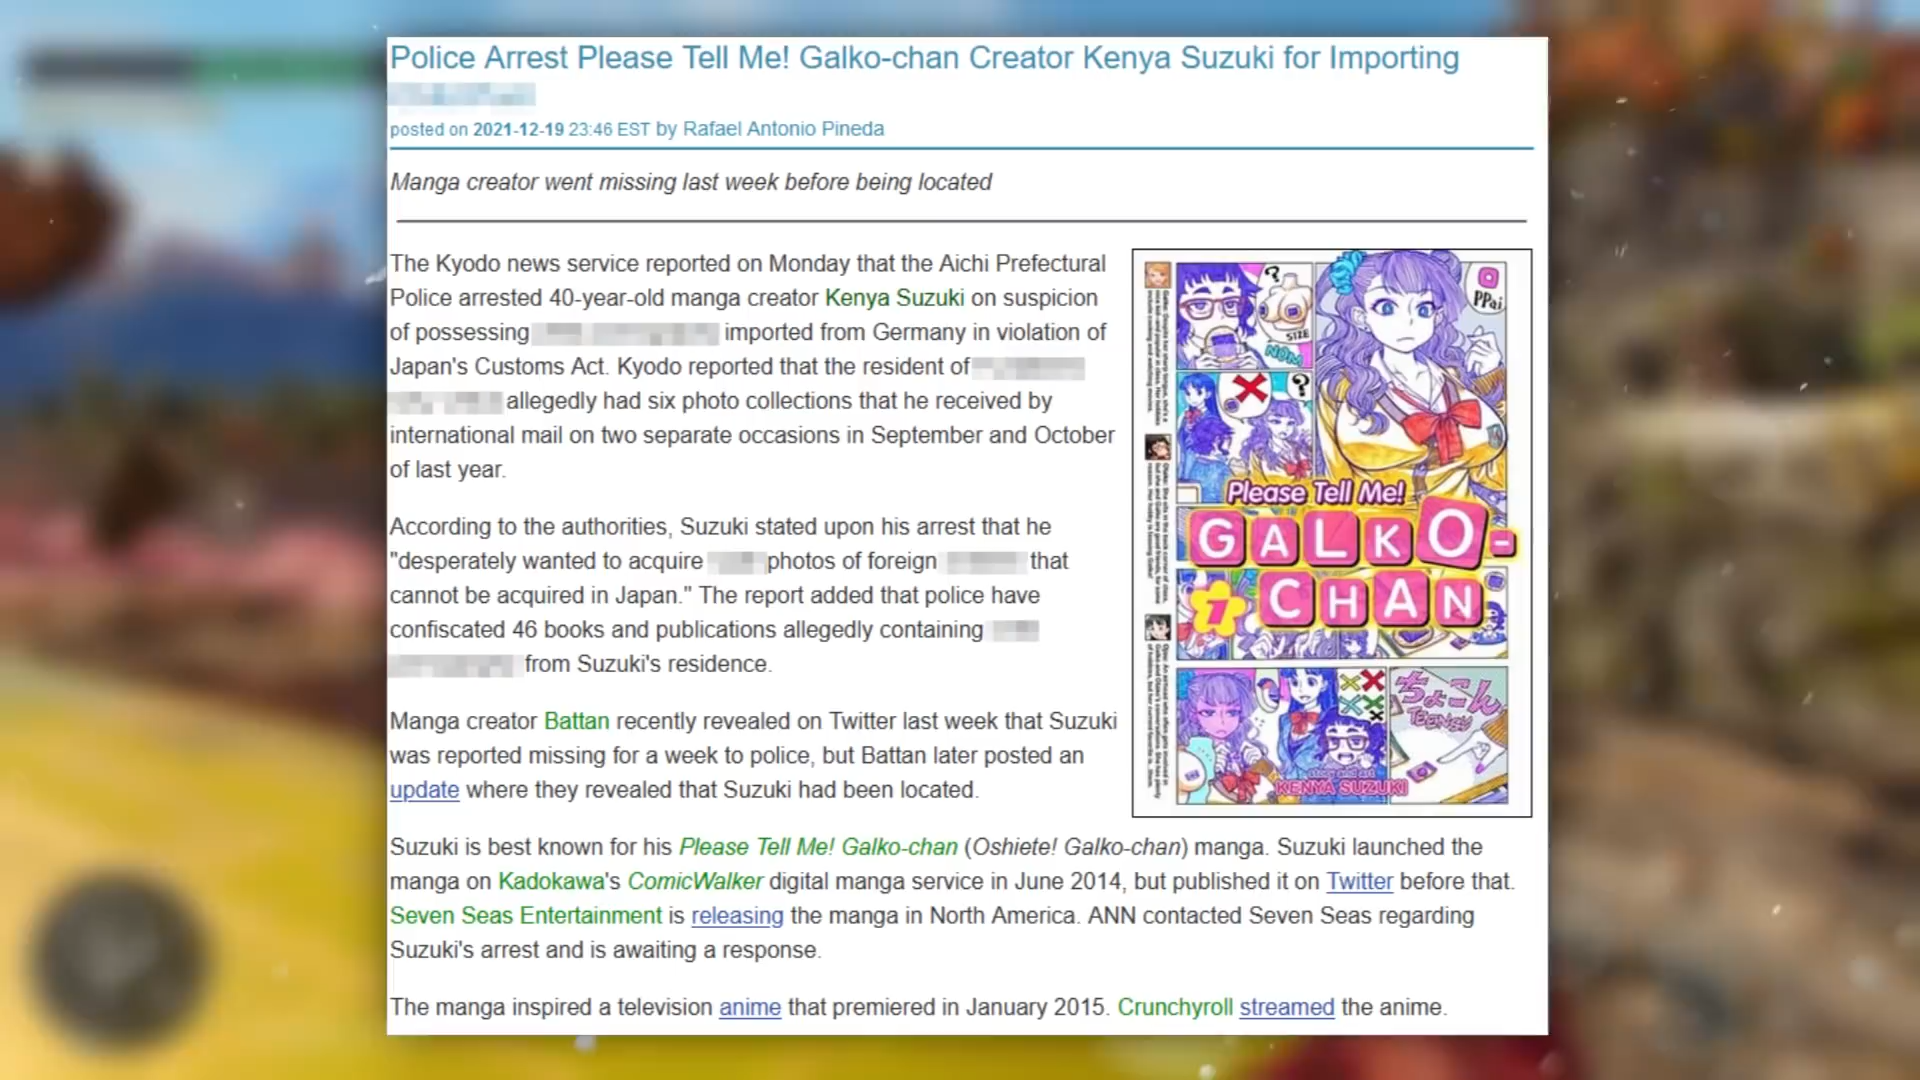 Police Arrest Please Tell Me! Galko-chan Creator Kenya Suzuki for Importing
posted on 2021-12-19 23:46 EST by Rafael Antonio Pineda
Manga creator went missing last week before being located
The Kyodo news service reported on Monday that the Aichi Prefectural
Police arrested 40-year-old manga creator Kenya Suzuki on suspicion
of possessing imported from Germany in violation of
Japan's Customs Act. Kyodo reported that the resident of
allegedly had six photo collections that he received by
international mail on two separate occasions in September and October
of last year.
According to the authorities, Suzuki stated upon his arrest that he
"desperately wanted to acquire photos of foreign that
cannot be acquired in Japan." The report added that police have
confiscated 46 books and publications allegedly containing
from Suzuki's residence.
Manga creator Battan recently revealed on Twitter last week that Suzuki
was reported missing for a week to police, but Battan later posted an
update where they revealed that Suzuki had been located.
Suzuki is best known for his Please Tell Me! Galko-chan (Oshiete! Galko-chan) manga. Suzuki launched the
manga on Kadokawa's ComicWalker digital manga service in June 2014, but published it on Twitter before that.
Seven Seas Entertainment is releasing the manga in North America. ANN contacted Seven Seas regarding
Suzuki's arrest and is awaiting a response.
The manga inspired a television anime that premiered in January 2015. Crunchyroll streamed the anime.
?
PPai
SIZE
NOM
?
Please Tell Me!
GALKO-
CHAN
1
ちょこん
TEENSY
story and art
KENYA SUZUKI